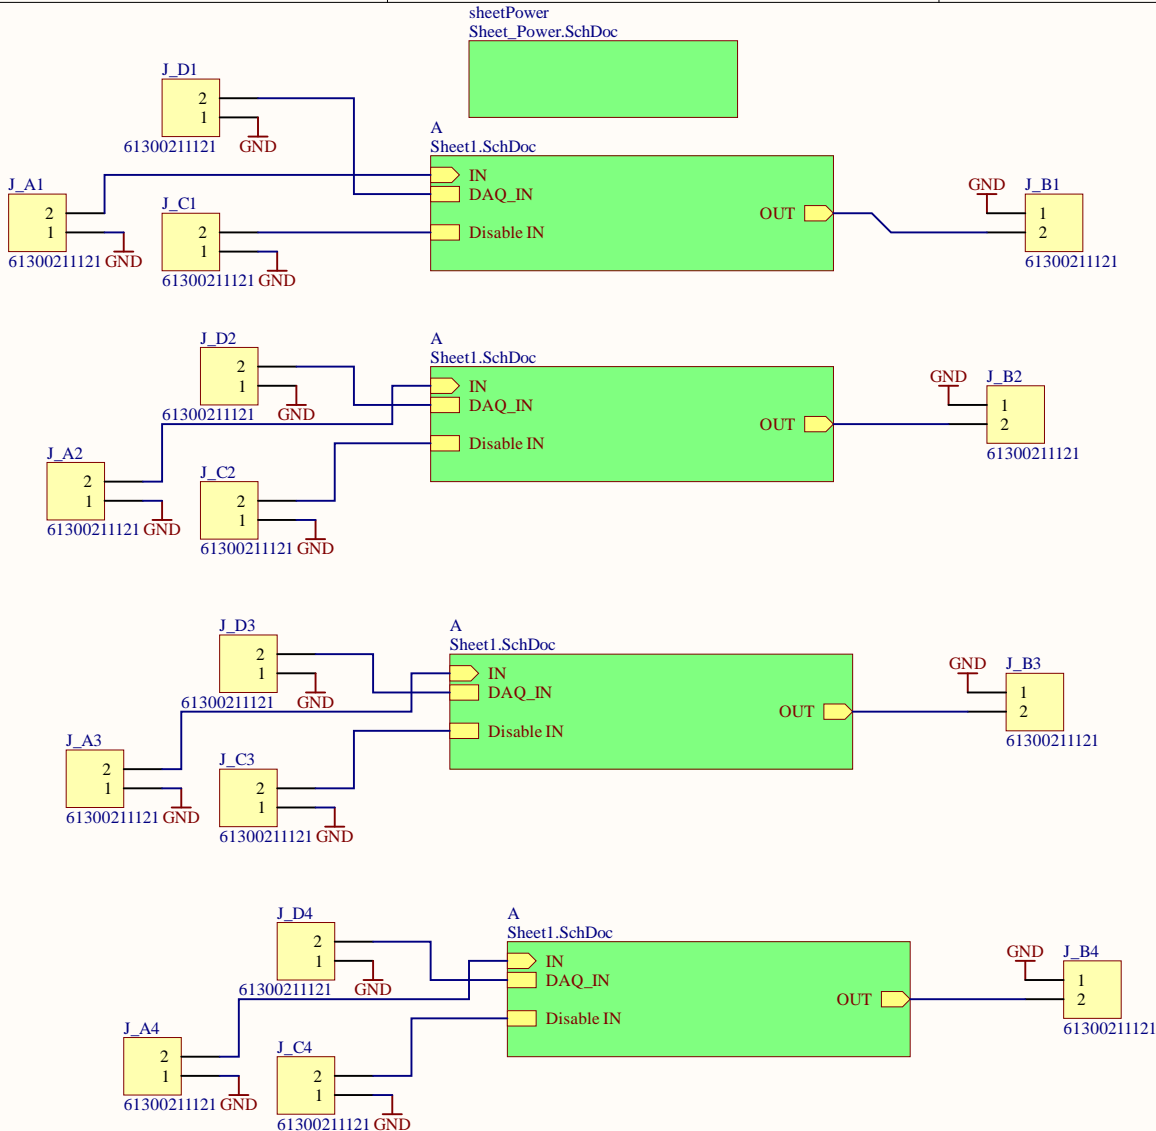 sheetPower
Sheet_Power.SchDoc
J_D1
2
1
61300211121
GND
A
Sheet1.SchDoc
IN
DAQ_IN
Disable IN
OUT
J_A1
2
1
61300211121
GND
J_C1
2
1
61300211121
GND
GND
J_B1
1
2
61300211121
J_D2
2
1
61300211121
GND
A
Sheet1.SchDoc
IN
DAQ_IN
Disable IN
OUT
GND
J_B2
1
2
61300211121
J_A2
2
1
61300211121
GND
J_C2
2
1
61300211121
GND
J_D3
2
1
61300211121
GND
A
Sheet1.SchDoc
IN
DAQ_IN
Disable IN
OUT
GND
J_B3
1
2
61300211121
J_A3
2
1
61300211121
GND
J_C3
2
1
61300211121
GND
J_D4
2
1
61300211121
GND
A
Sheet1.SchDoc
IN
DAQ_IN
Disable IN
OUT
GND
J_B4
1
2
61300211121
J_A4
2
1
61300211121
GND
J_C4
2
1
61300211121
GND